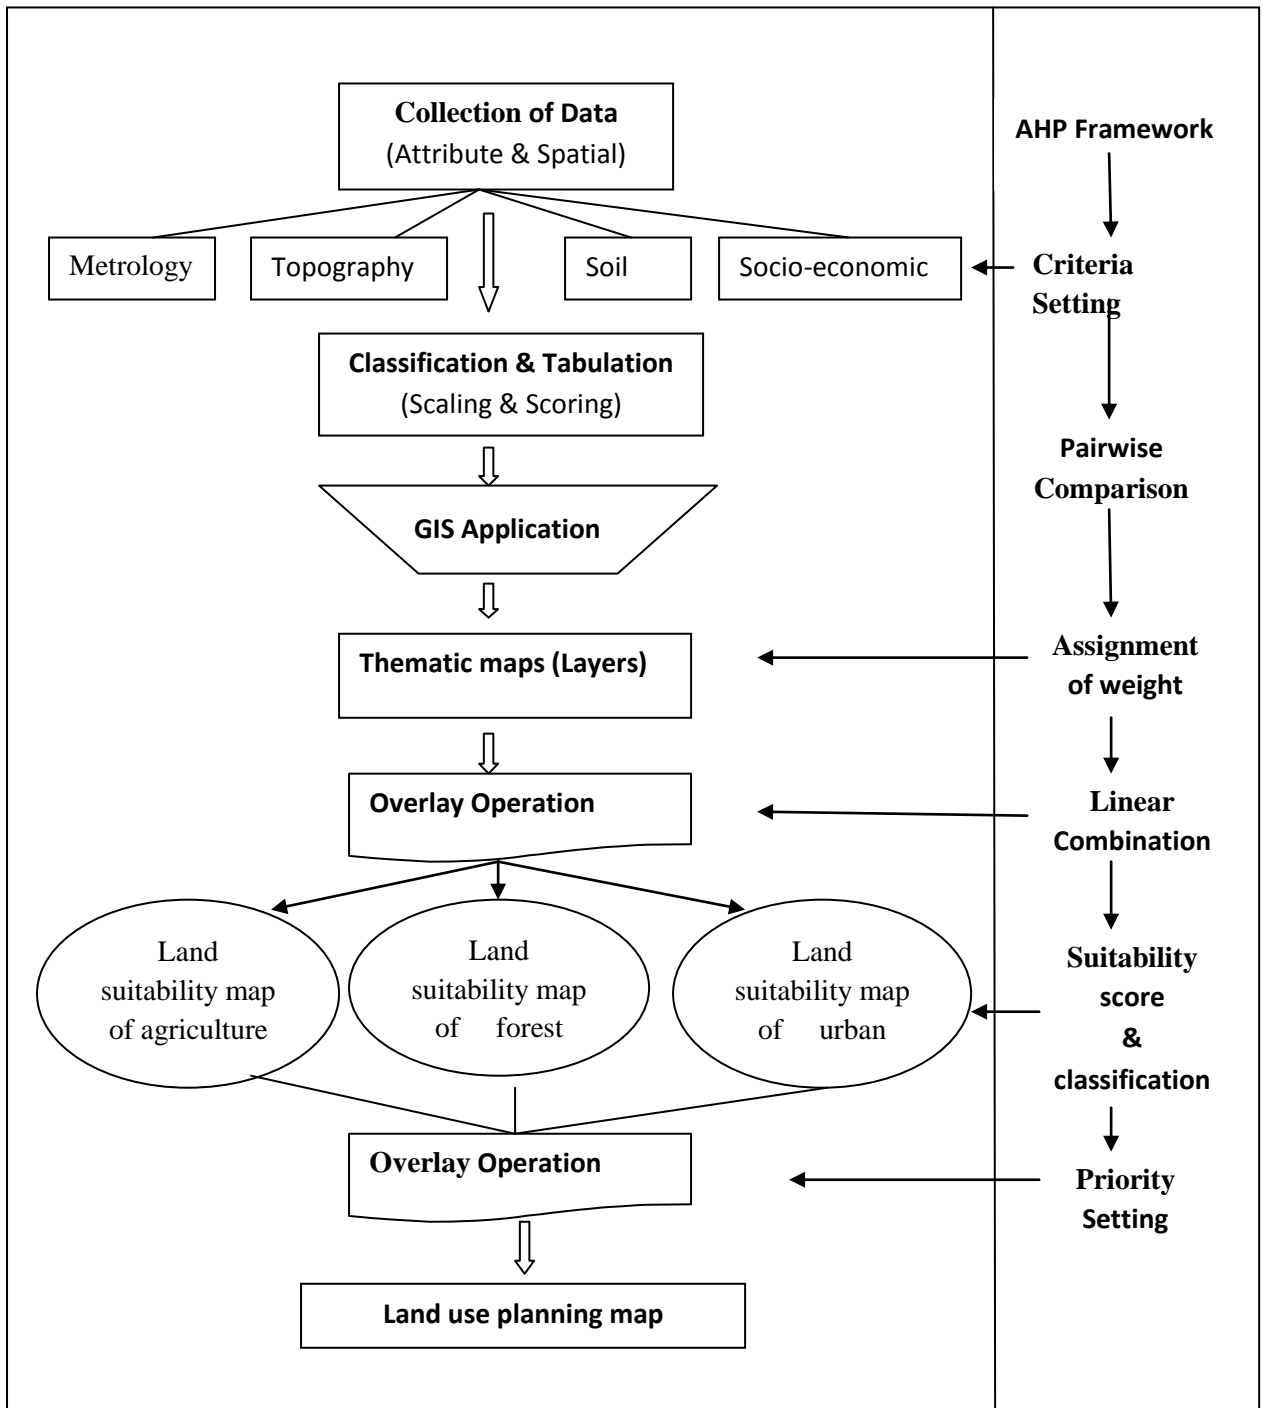 Collection of Data
(Attribute & Spatial)
Metrology
Topography
Soil
Socio-economic
Classification & Tabulation
(Scaling & Scoring)
GIS Application
Thematic maps (Layers)
Overlay Operation
Land
suitability map
of agriculture
Land
suitability map
of forest
Land
suitability map
of urban
Overlay Operation
Land use planning map
AHP Framework
Criteria
Setting
Pairwise
Comparison
Assignment
of weight
Linear
Combination
Suitability
score
&
classification
Priority
Setting